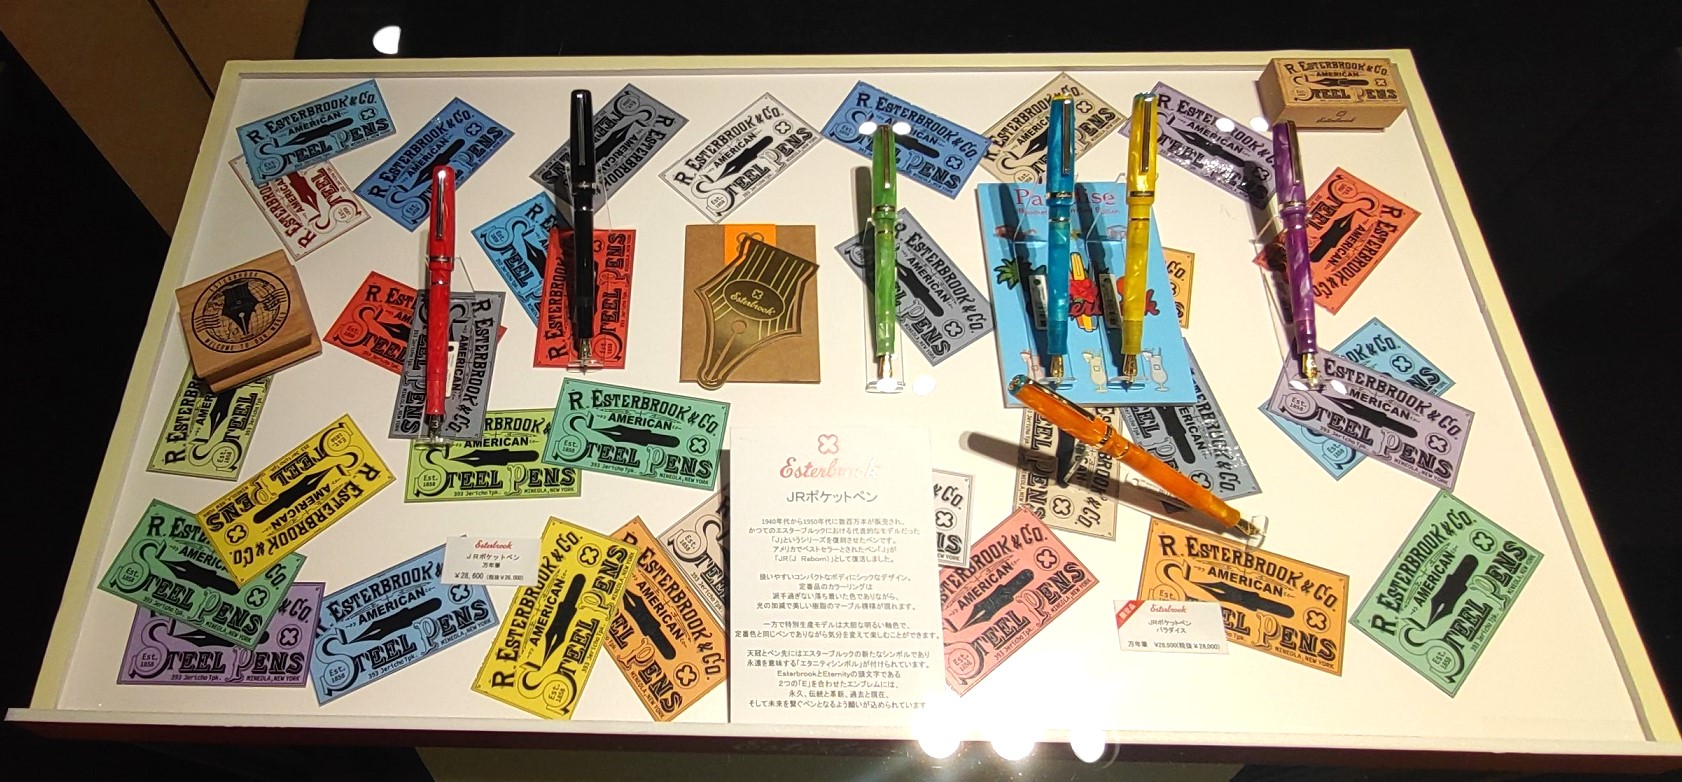 R. ESTERBROOK & CO.
AMERICAN
STEEL PENS
Est. 1858
393 Jericho Tpk.
MINEOLA, NEW YORK
R. ESTERBROOK & CO.
AMERICAN
STEEL PENS
Esterbrook
WELCOME TO OUR
Esterbrook
Paradise
Esterbrook
JRポケットペン
1940年代から1950年代に数百万本が販売され、
かつてのエスターブルックにおける代表的なモデルだった
「J」というシリーズを復刻させたペンです。
アメリカでベストセラーとされたペン「J」が
「JR(J Reborn)」として復活しました。
扱いやすいコンパクトなボディにシックなデザイン。
定番品のカラーリングは
派手過ぎない落ち着いた色でありながら、
光の加減で美しい樹脂のマーブル模様が現れます。
一方で特別生産モデルは大胆な明るい軸色で、
定番色と同じペンでありながら気分を変えて楽しむことができます。
天冠とペン先にはエスターブルックの新たなシンボルであり
永遠を意味する「エタニティシンボル」が付けられています。
EsterbrookとEternityの頭文字である
2つの「E」を合わせたエンブレムには、
永久、伝統と革新、過去と現在、
そして未来を繋ぐペンとなるよう願いが込められています
Esterbrook
JRポケットペン
万年筆
¥28,600(税抜¥26,000)
Esterbrook
JRポケットペン
パラダイス
万年筆